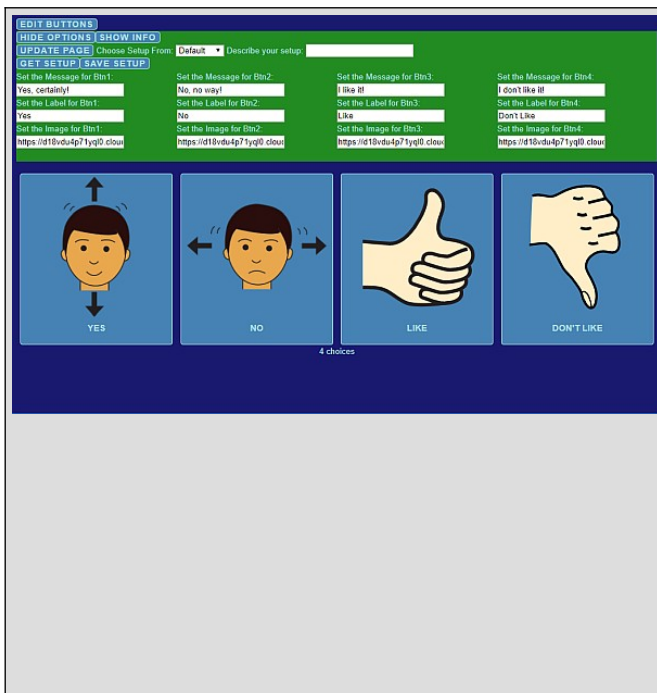 EDIT BUTTONS
HIDE OPTIONS SHOW INFO
UPDATE PAGE Choose Setup From: Default Describe your setup:
GET SETUP SAVE SETUP
Set the Message for Btn1: Set the Message for Btn2: Set the Message for Btn3: Set the Message for Btn4:
Yes, certainly! No, no way! I like it! I don't like it!
Set the Label for Btn1: Set the Label for Btn2: Set the Label for Btn3: Set the Label for Btn4:
Yes No Like Don't Like
Set the Image for Btn1: Set the Image for Btn2: Set the Image for Btn3: Set the Image for Btn4:
https://d18vdu4p71yql0.clou https://d18vdu4p71yql0.clou https://d18vdu4p71yql0.clou https://d18vdu4p71yql0.clou
YES NO LIKE DON'T LIKE
4 choices